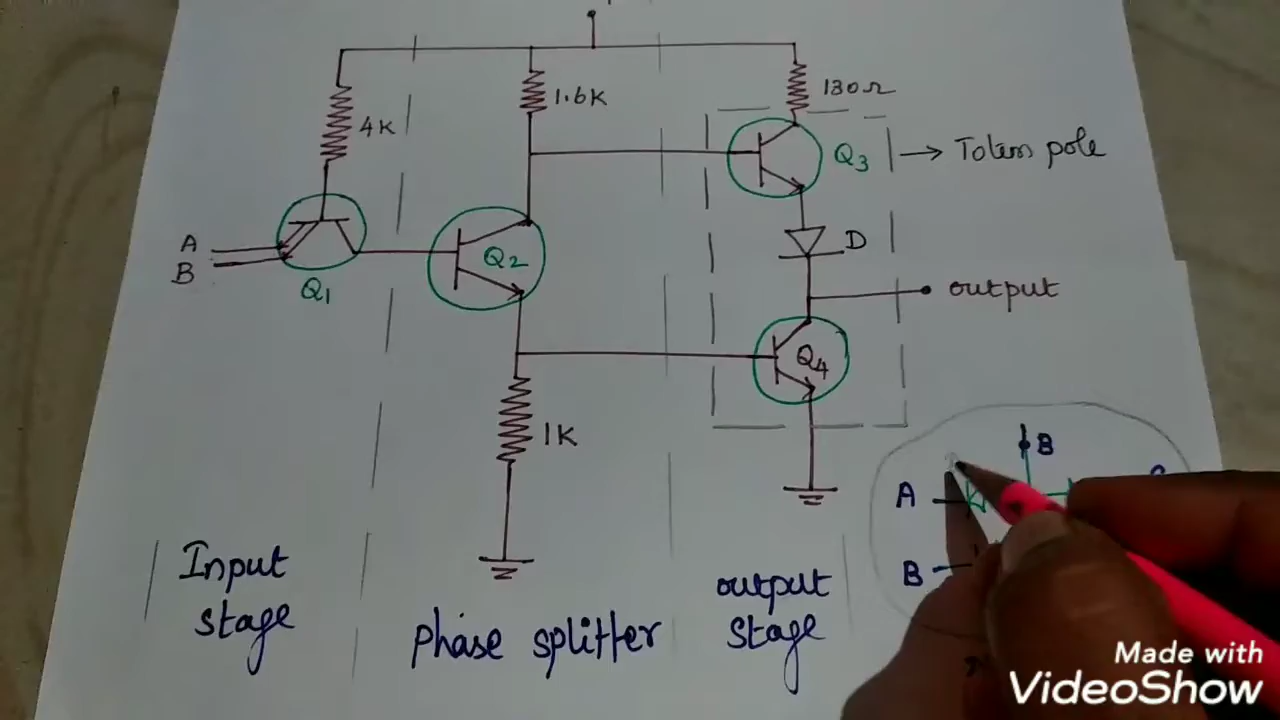 1.6K
130Ω
4K
Q3
→ Totem pole
A
B
Q2
D
Q1
output
Q4
1K
B
A
B
Input
stage
Phase splitter
output
stage
Made with
VideoShow